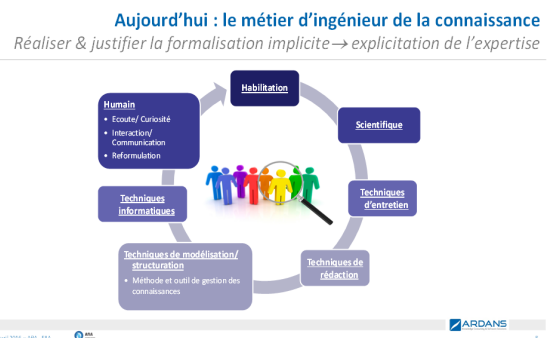 Aujourd’hui : le métier d’ingénieur de la connaissance
Réaliser & justifier la formalisation implicite→ explicitation de l’expertise
Habilitation
Scientifique
Techniques
d’entretien
Techniques de
rédaction
Techniques de modélisation/
structuration
• Méthode et outil de gestion des
connaissances
Techniques
informatiques
Humain
• Ecoute/ Curiosité
• Interaction/
Communication
• Reformulation
ARDANS